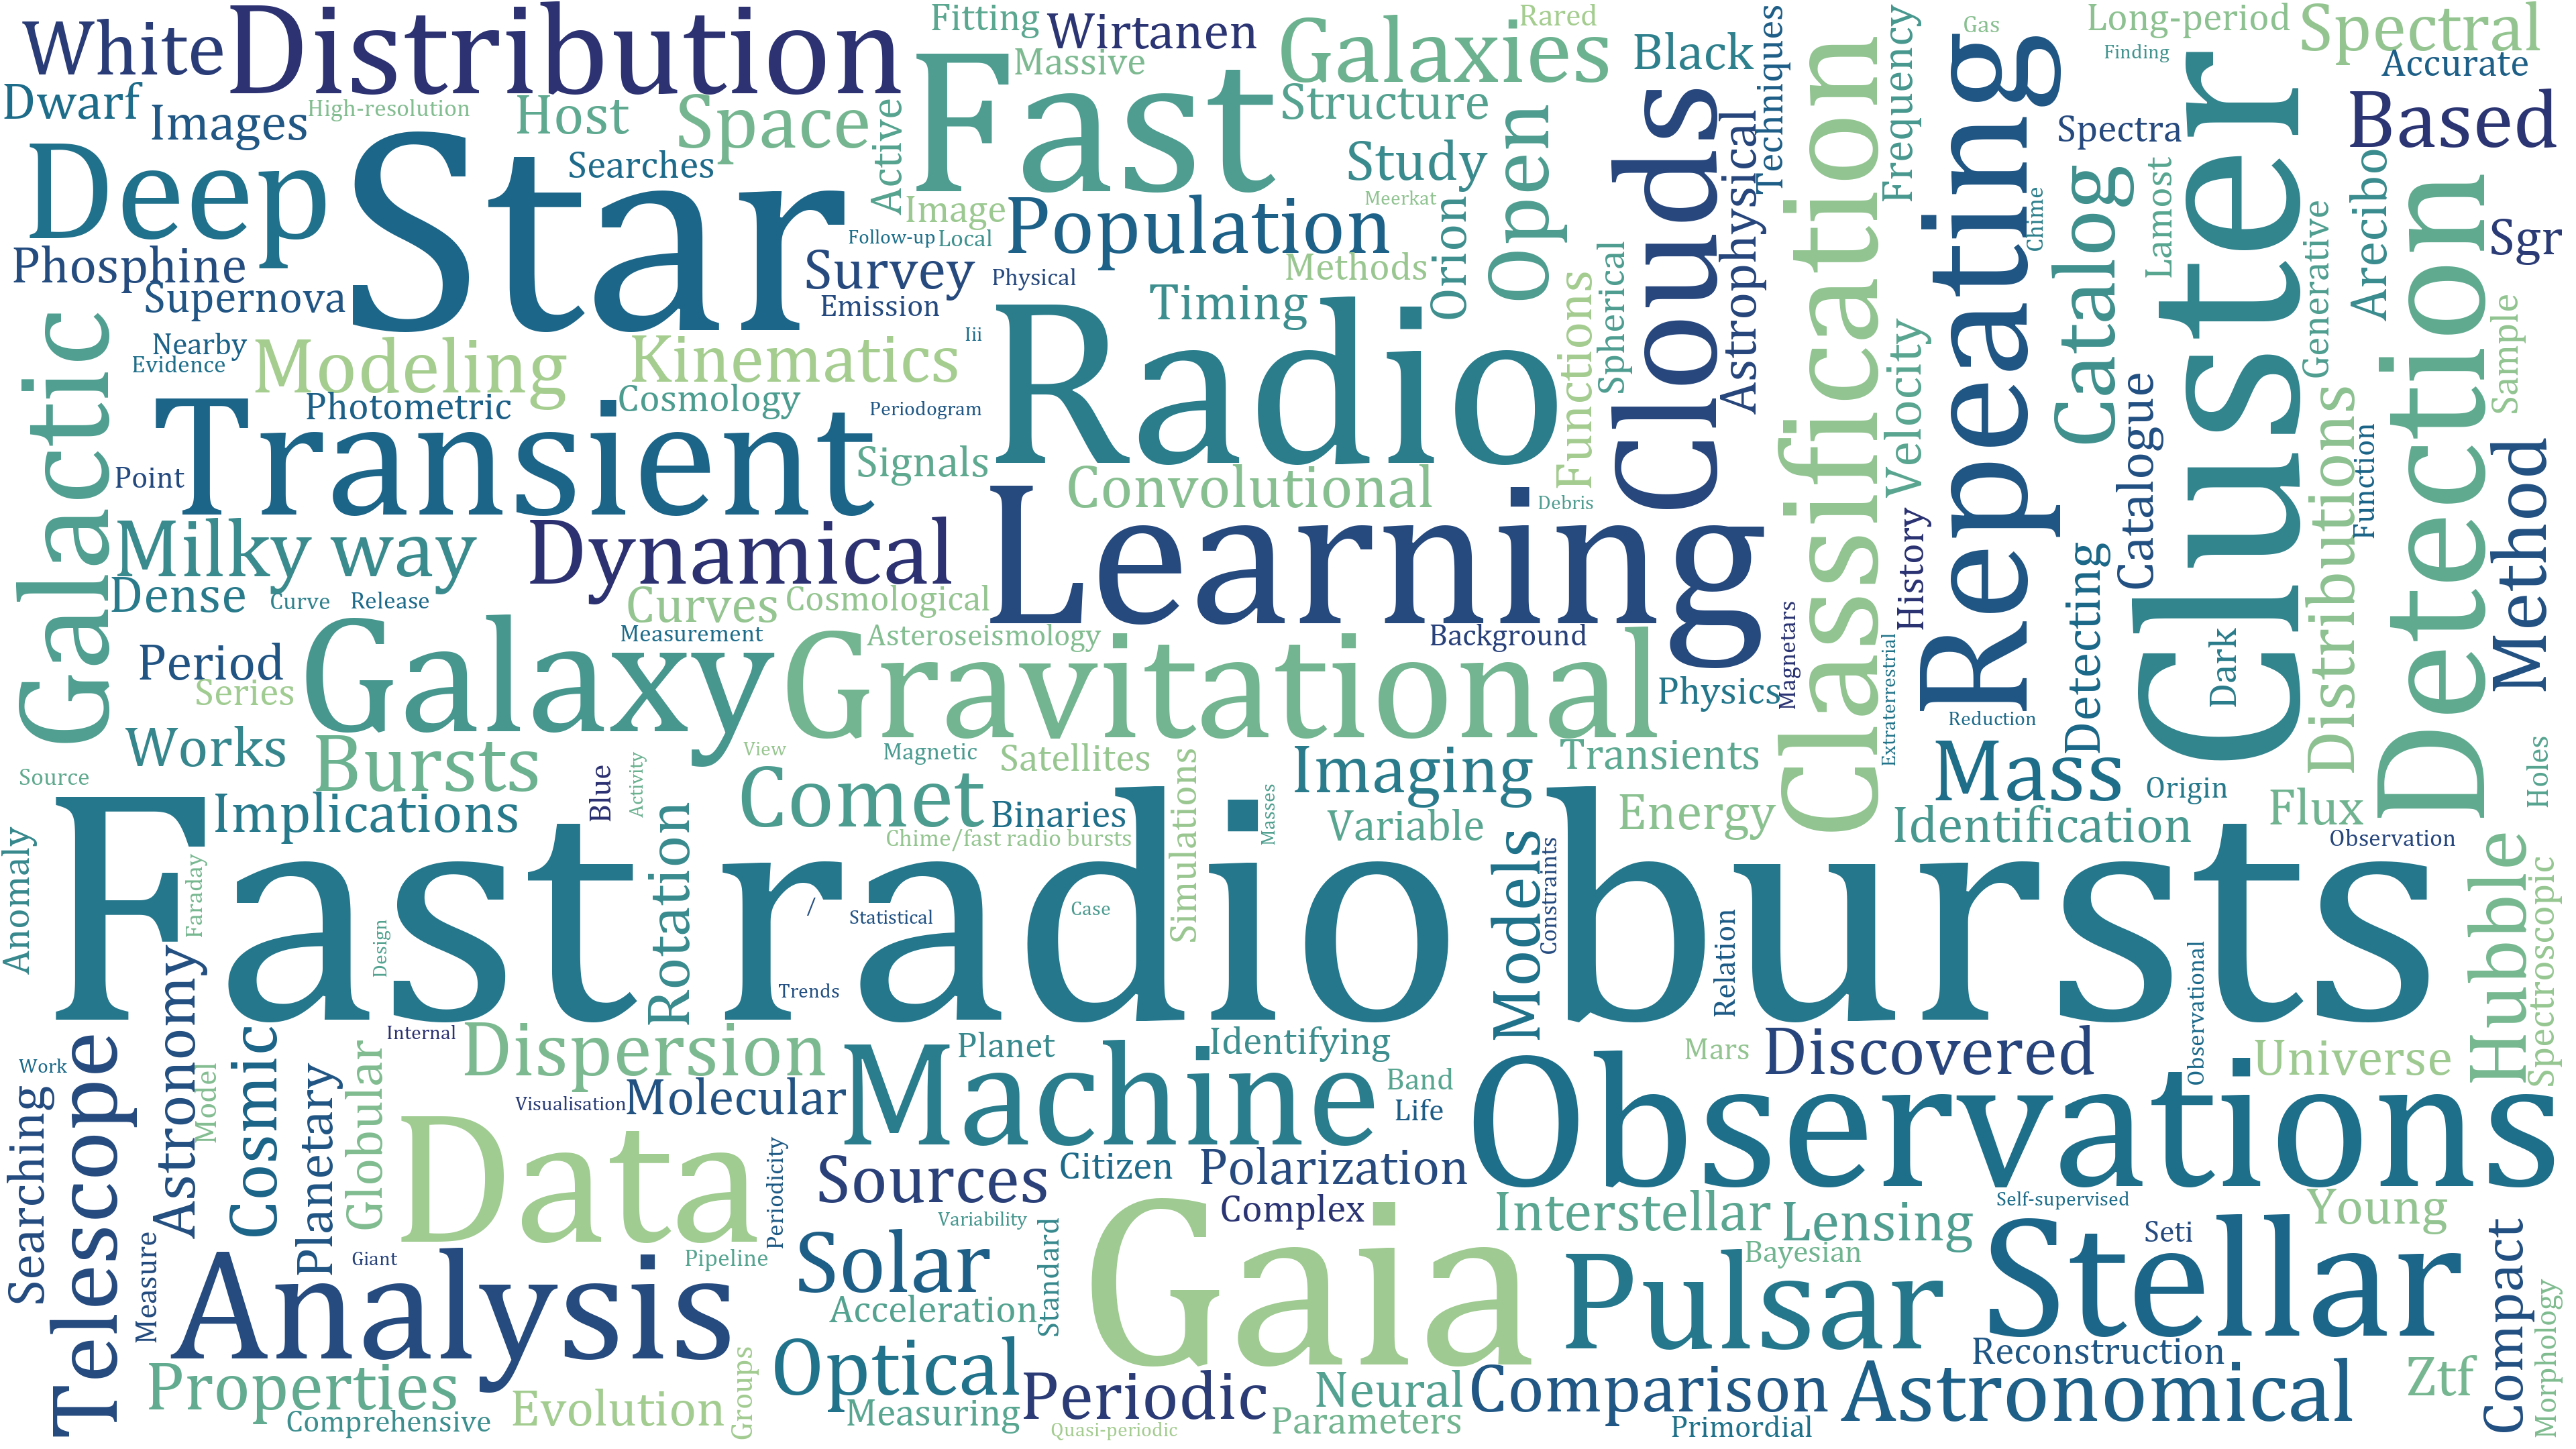 White
Distribution
Fitting
Wirtanen
Rared
Galaxies
Black
Techniques
Frequency
Gas
Long-period
Spectral
Finding
Accurate
Dwarf
Images
High-resolution
Host
Space
Massive
Fast
Structure
Open
Clouds
Astrophysical
Classification
Repeating
Spectra
Cluster
Based
Deep
Star
Searches
Active
Study
Meerkat
Image
Population
Follow-up
Local
Orion
Chime
Catalog
Lamost
Generative
Arecibo
Detection
Sgr
Phosphine
Supernova
Survey
Physical
Methods
Spherical
Emission
Timing
Functions
Sample
Galactic
Nearby
Evidence
Modeling
Kinematics
Iii
Radio
Velocity
Photometric
Cosmology
Periodogram
Catalogue
Distributions
Function
Method
Transient
Point
Signals
Convolutional
Debris
Milky way
Dynamical
Learning
History
Detecting
Dense
Curve
Release
Curves
Cosmological
Measurement
Asteroseismology
Background
Magnetars
Extraterrestrial
Dark
Period
Series
Galaxy
Gravitational
Physics
Reduction
Works
Bursts
View
Magnetic
Satellites
Imaging
Transients
Mass
Origin
Flux
Holes
Source
Implications
Blue
Activity
Comet
Binaries
Simulations
Masses
Variable
Energy
Identification
Observation
Chime/fast radio bursts
Models
Constraints
Anomaly
Faraday
Fast radio bursts
Rotation
Hubble
Spectroscopic
Design
/
Statistical
Case
Trends
Relation
Observational
Telescope
Astronomy
Internal
Dispersion
Planet
Identifying
Mars
Discovered
Universe
Work
Searching
Model
Cosmic
Planetary
Globular
Visualisation
Molecular
Machine
Band
Life
Observations
Data
Periodicity
Sources
Citizen
Polarization
Complex
Interstellar
Lensing
Self-supervised
Young
Variability
Measure
Analysis
Giant
Pipeline
Solar
Standard
Gaia
Pulsar
Bayesian
Stellar
Seti
Compact
Morphology
Acceleration
Properties
Comprehensive
Evolution
Groups
Optical
Measuring
Periodic
Quasi-periodic
Neural
Parameters
Comparison
Primordial
Reconstruction
Astronomical
Ztf